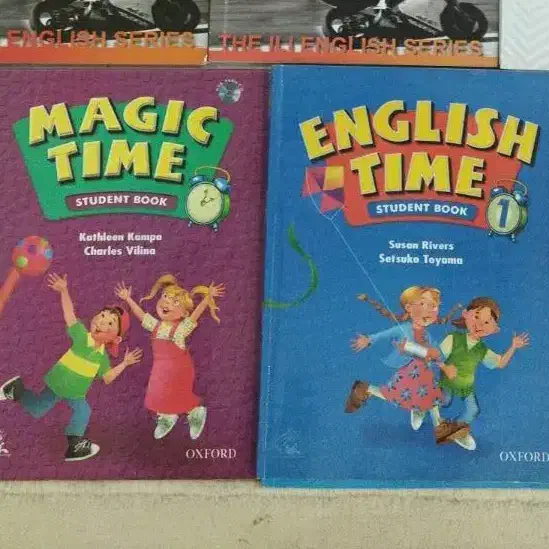 ENGLISH SERIES
THE ILI ENGLISH SERIES
MAGIC
TIME
STUDENT BOOK
Kathleen Kampa
Charles Vilina
OXFORD
ENGLISH
TIME
STUDENT BOOK 1
Susan Rivers
Setsuko Toyama
OXFORD